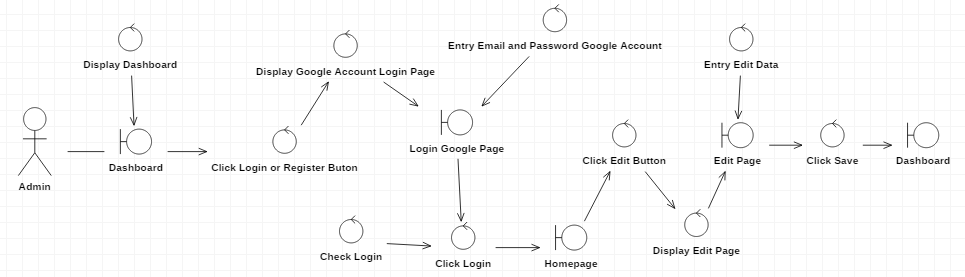 Entry Email and Password Google Account
Display Dashboard
Display Google Account Login Page
Entry Edit Data
Admin
Dashboard
Click Login or Register Buton
Login Google Page
Click Edit Button
Edit Page
Click Save
Dashboard
Check Login
Click Login
Homepage
Display Edit Page